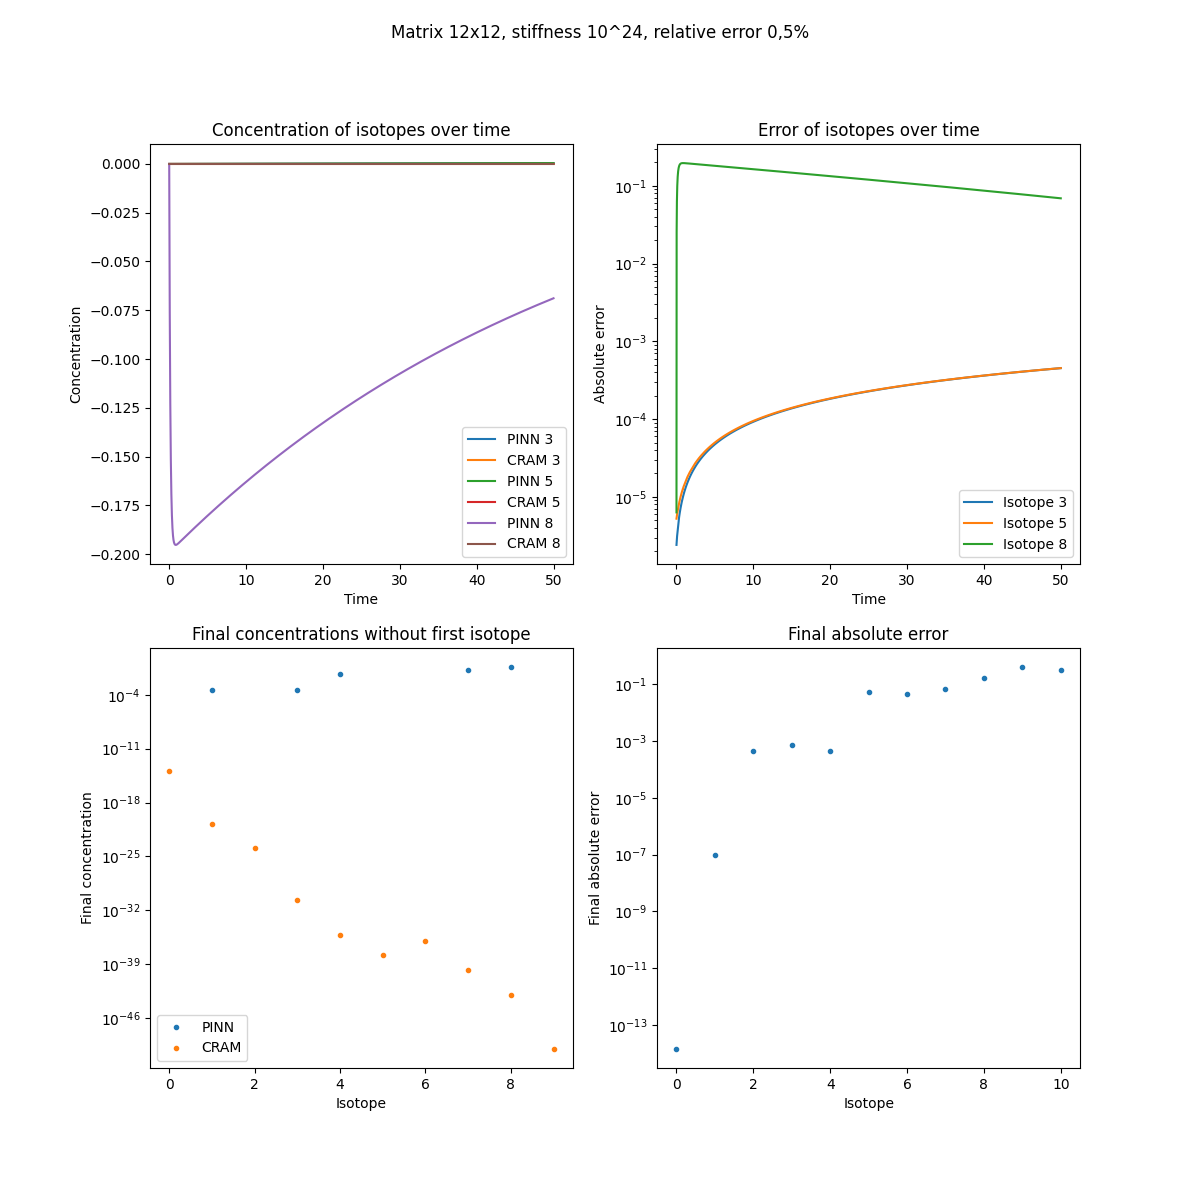 Matrix 12x12, stiffness 10^24, relative error 0,5%
Concentration of isotopes over time
0.000
−0.025
−0.050
−0.075
−0.100
−0.125
−0.150
−0.175
−0.200
Concentration
0 10 20 30 40 50
Time
PINN 3
CRAM 3
PINN 5
CRAM 5
PINN 8
CRAM 8
Error of isotopes over time
10⁻¹
10⁻²
10⁻³
10⁻⁴
10⁻⁵
Absolute error
0 10 20 30 40 50
Time
Isotope 3
Isotope 5
Isotope 8
Final concentrations without first isotope
10⁻⁴
10⁻¹¹
10⁻¹⁸
10⁻²⁵
10⁻³²
10⁻³⁹
10⁻⁴⁶
Final concentration
0 2 4 6 8
Isotope
PINN
CRAM
Final absolute error
10⁻¹
10⁻³
10⁻⁵
10⁻⁷
10⁻⁹
10⁻¹¹
10⁻¹³
Final absolute error
0 2 4 6 8 10
Isotope